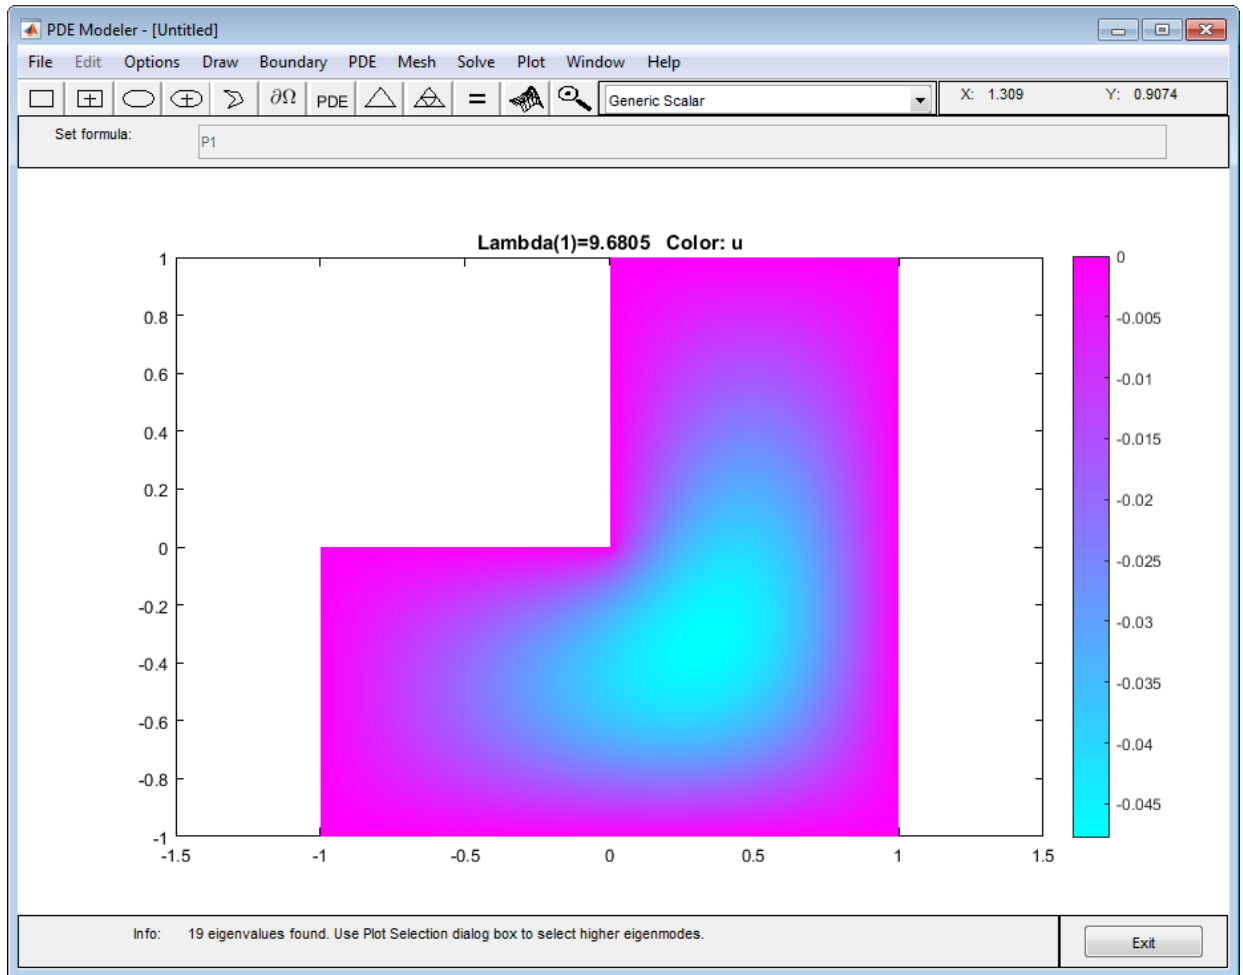 PDE Modeler - [Untitled]
File Edit Options Draw Boundary PDE Mesh Solve Plot Window Help
∂Ω PDE = Generic Scalar X: 1.309 Y: 0.9074
Set formula: P1
Lambda(1)=9.6805 Color: u
1
0.8
0.6
0.4
0.2
0
-0.2
-0.4
-0.6
-0.8
-1
-1.5 -1 -0.5 0 0.5 1 1.5
0
-0.005
-0.01
-0.015
-0.02
-0.025
-0.03
-0.035
-0.04
-0.045
Info: 19 eigenvalues found. Use Plot Selection dialog box to select higher eigenmodes.
Exit